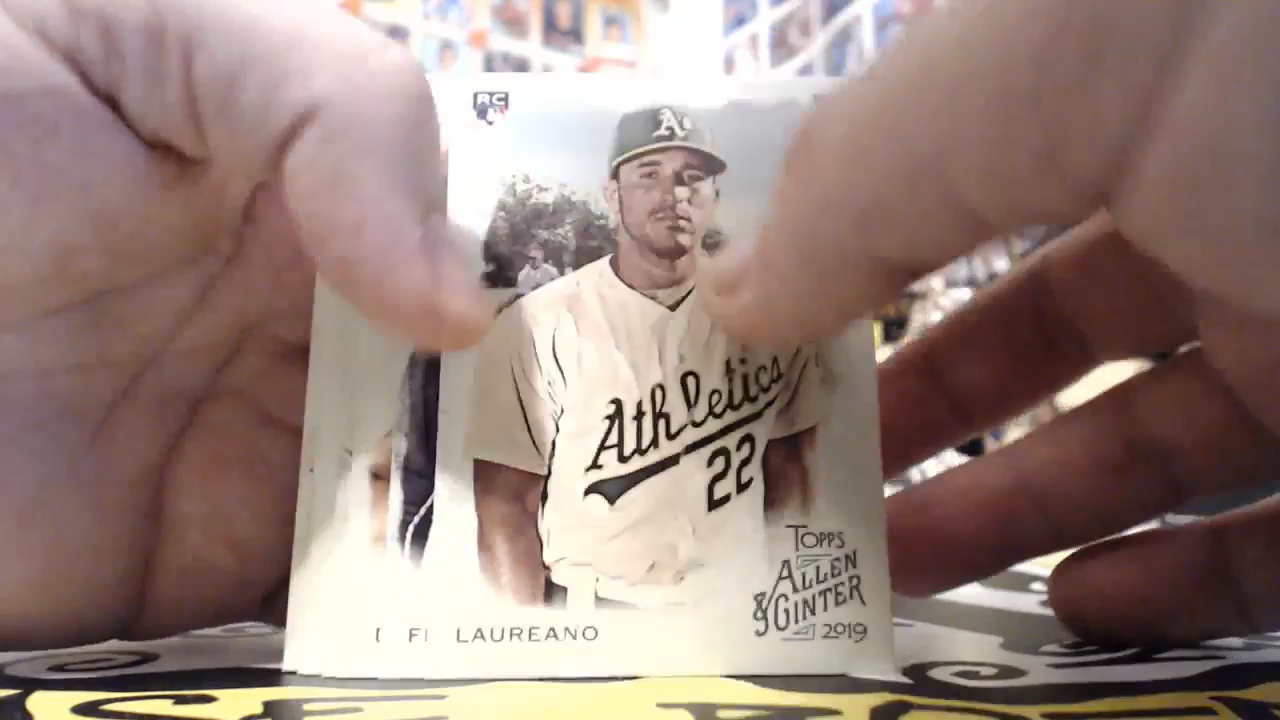 RC
A's
Athletics
22
TOPPS
ALLEN
& GINTER
2019
LAUREANO